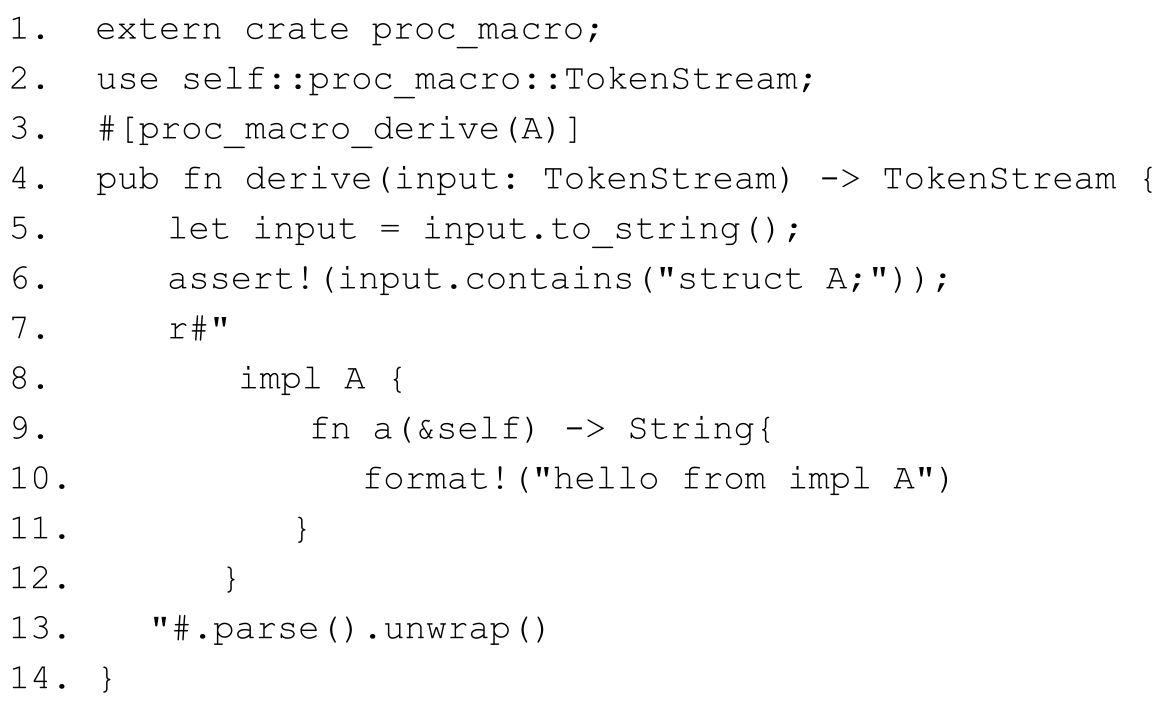 1. extern crate proc_macro;
2. use self::proc_macro::TokenStream;
3. #[proc_macro_derive(A)]
4. pub fn derive(input: TokenStream) -> TokenStream {
5. let input = input.to_string();
6. assert!(input.contains("struct A;"));
7. r#"
8. impl A {
9. fn a(&self) -> String{
10. format!("hello from impl A")
11. }
12. }
13. "#.parse().unwrap()
14. }